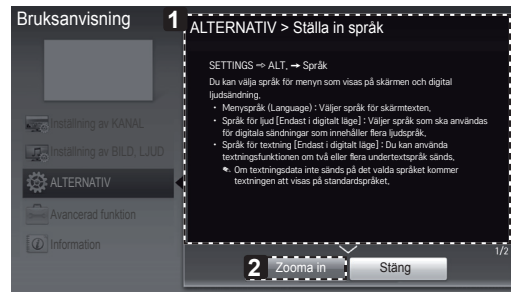 Bruksanvisning
Inställning av KANAL
Inställning av BILD, LJUD
ALTERNATIV
Avancerad funktion
Information
1
ALTERNATIV > Ställa in språk
SETTINGS ⇨ ALT. ➙ Språk
Du kan välja språk för menyn som visas på skärmen och digital
ljudsändning.
• Menyspråk (Language) : Väljer språk för skärmtexten.
• Språk för ljud [Endast i digitalt läge] : Väljer språk som ska användas
för digitala sändningar som innehåller flera ljudspråk.
• Språk för textning [Endast i digitalt läge] : Du kan använda
textningsfunktionen om två eller flera undertextspråk sänds.
✎ Om textningsdata inte sänds på det valda språket kommer
textningen att visas på standardspråket.
1/2
2 Zooma in
Stäng